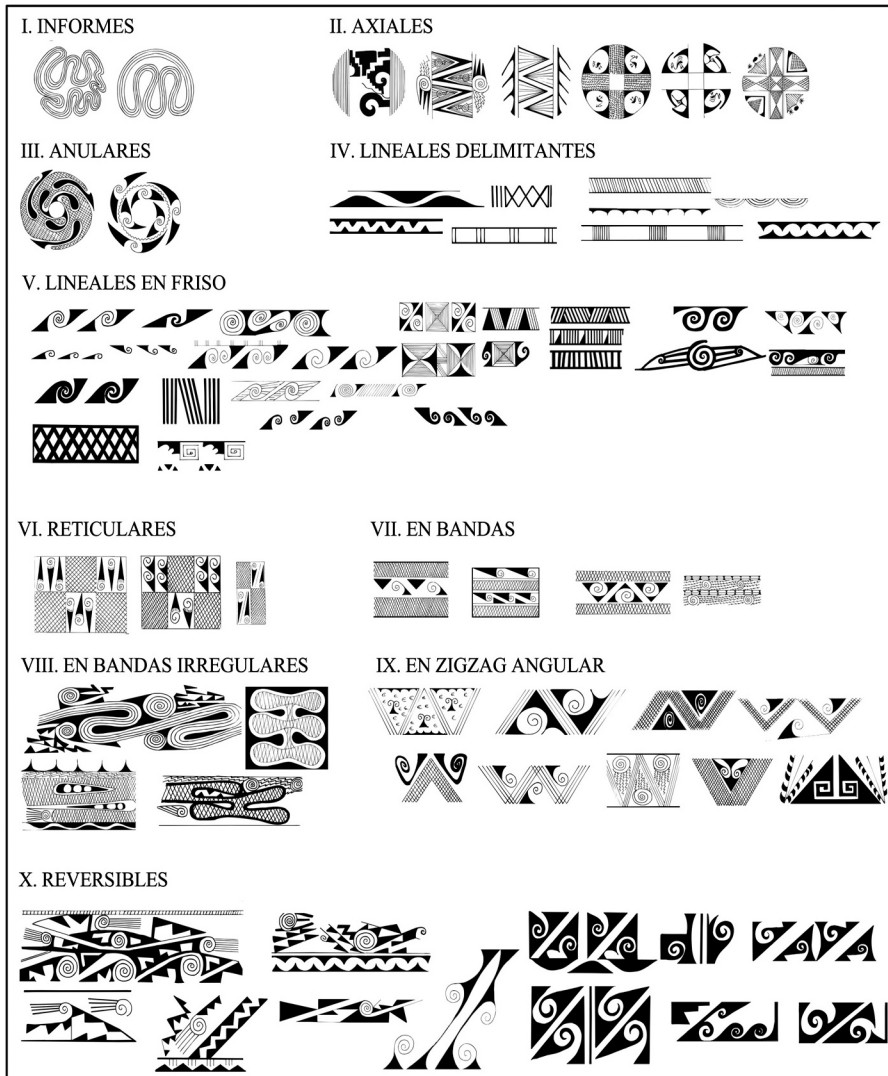 I. INFORMES
II. AXIALES
III. ANULARES
IV. LINEALES DELIMITANTES
V. LINEALES EN FRISO
VI. RETICULARES
VII. EN BANDAS
VIII. EN BANDAS IRREGULARES
IX. EN ZIGZAG ANGULAR
X. REVERSIBLES